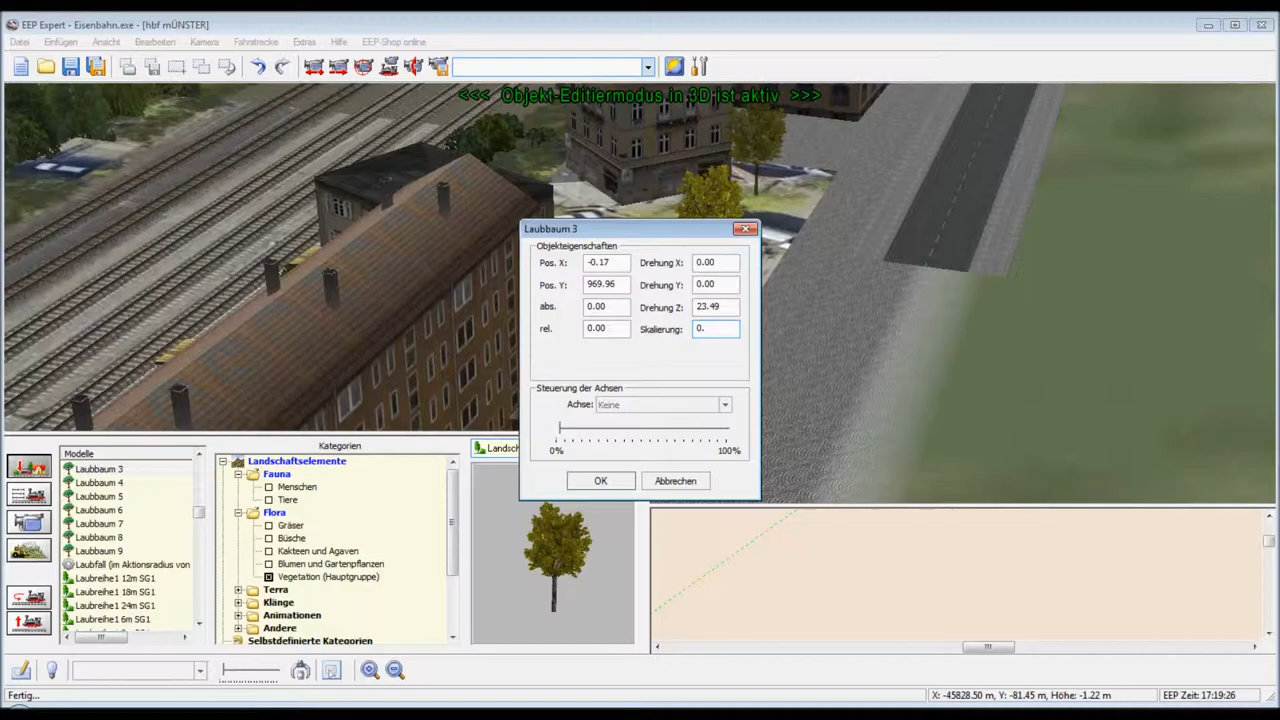 EEP Expert - Eisenbahn.exe - [hbf mÜNSTER]
Datei Einfügen Ansicht Bearbeiten Kamera Fahrstrecke Extras Hilfe EEP-Shop online
<<< Objekt-Editiermodus in 3D ist aktiv >>>
Laubbaum 3
Objekteigenschaften
Pos. X: -0.17 Drehung X: 0.00
Pos. Y: 969.96 Drehung Y: 0.00
abs. 0.00 Drehung Z: 23.49
rel. 0.00 Skalierung: 0.
Steuerung der Achsen
Achse: Keine
0% 100%
OK Abbrechen
Modelle
Laubbaum 3
Laubbaum 4
Laubbaum 5
Laubbaum 6
Laubbaum 7
Laubbaum 8
Laubbaum 9
Laubfall (im Aktionsradius von
Laubreihe1 12m SG1
Laubreihe1 18m SG1
Laubreihe1 24m SG1
Laubreihe1 6m SG1
Kategorien
Landschaftselemente
Fauna
Menschen
Tiere
Flora
Gräser
Büsche
Kakteen und Agaven
Blumen und Gartenpflanzen
Vegetation (Hauptgruppe)
Terra
Klänge
Animationen
Andere
Selbstdefinierte Kategorien
Landsch
Fertig...
X: -45828.50 m, Y: -81.45 m, Höhe: -1.22 m
EEP Zeit: 17:19:26